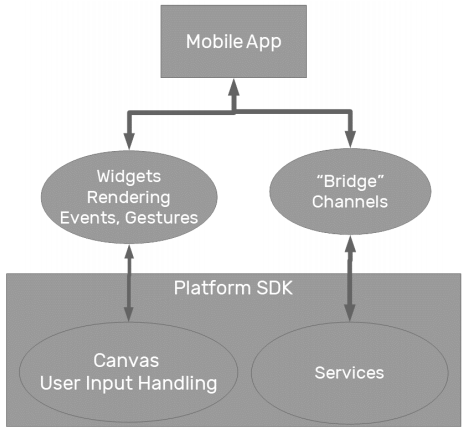 Mobile App
Widgets
Rendering
Events, Gestures
“Bridge”
Channels
Platform SDK
Canvas
User Input Handling
Services